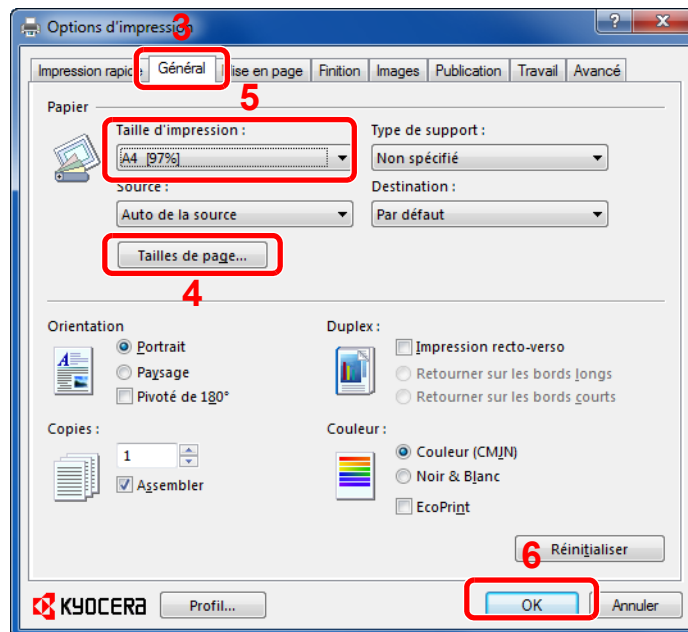 Options d'impression
3
Impression rapide Général Mise en page Finition Images Publication Travail Avancé
5
Papier
Taille d'impression : Type de support :
A4 [97%] Non spécifié
Source : Destination :
Auto de la source Par défaut
Tailles de page...
4
Orientation Duplex :
Portrait Impression recto-verso
Paysage Retourner sur les bords longs
Pivoté de 180° Retourner sur les bords courts
Copies : Couleur :
1 Couleur (CMJN)
Assembler Noir & Blanc
EcoPrint
6 Réinitialiser
KYOCERA Profil... OK Annuler